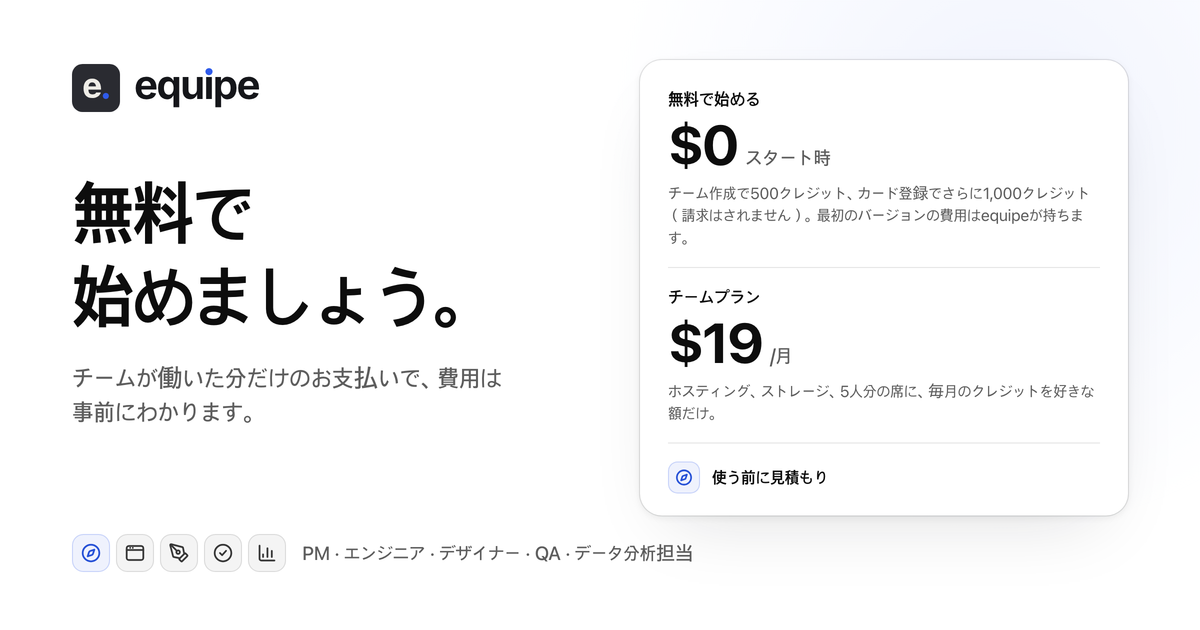 e.
equipe
無料で
始めましょう。
チームが働いた分だけのお支払いで、費用は
事前にわかります。
PM · エンジニア · デザイナー · QA · データ分析担当
無料で始める
$0 スタート時
チーム作成で500クレジット、カード登録でさらに1,000クレジット
（請求はされません）。最初のバージョンの費用はequipeが持ちま
す。
チームプラン
$19 /月
ホスティング、ストレージ、5人分の席に、毎月のクレジットを好きな
額だけ。
使う前に見積もり